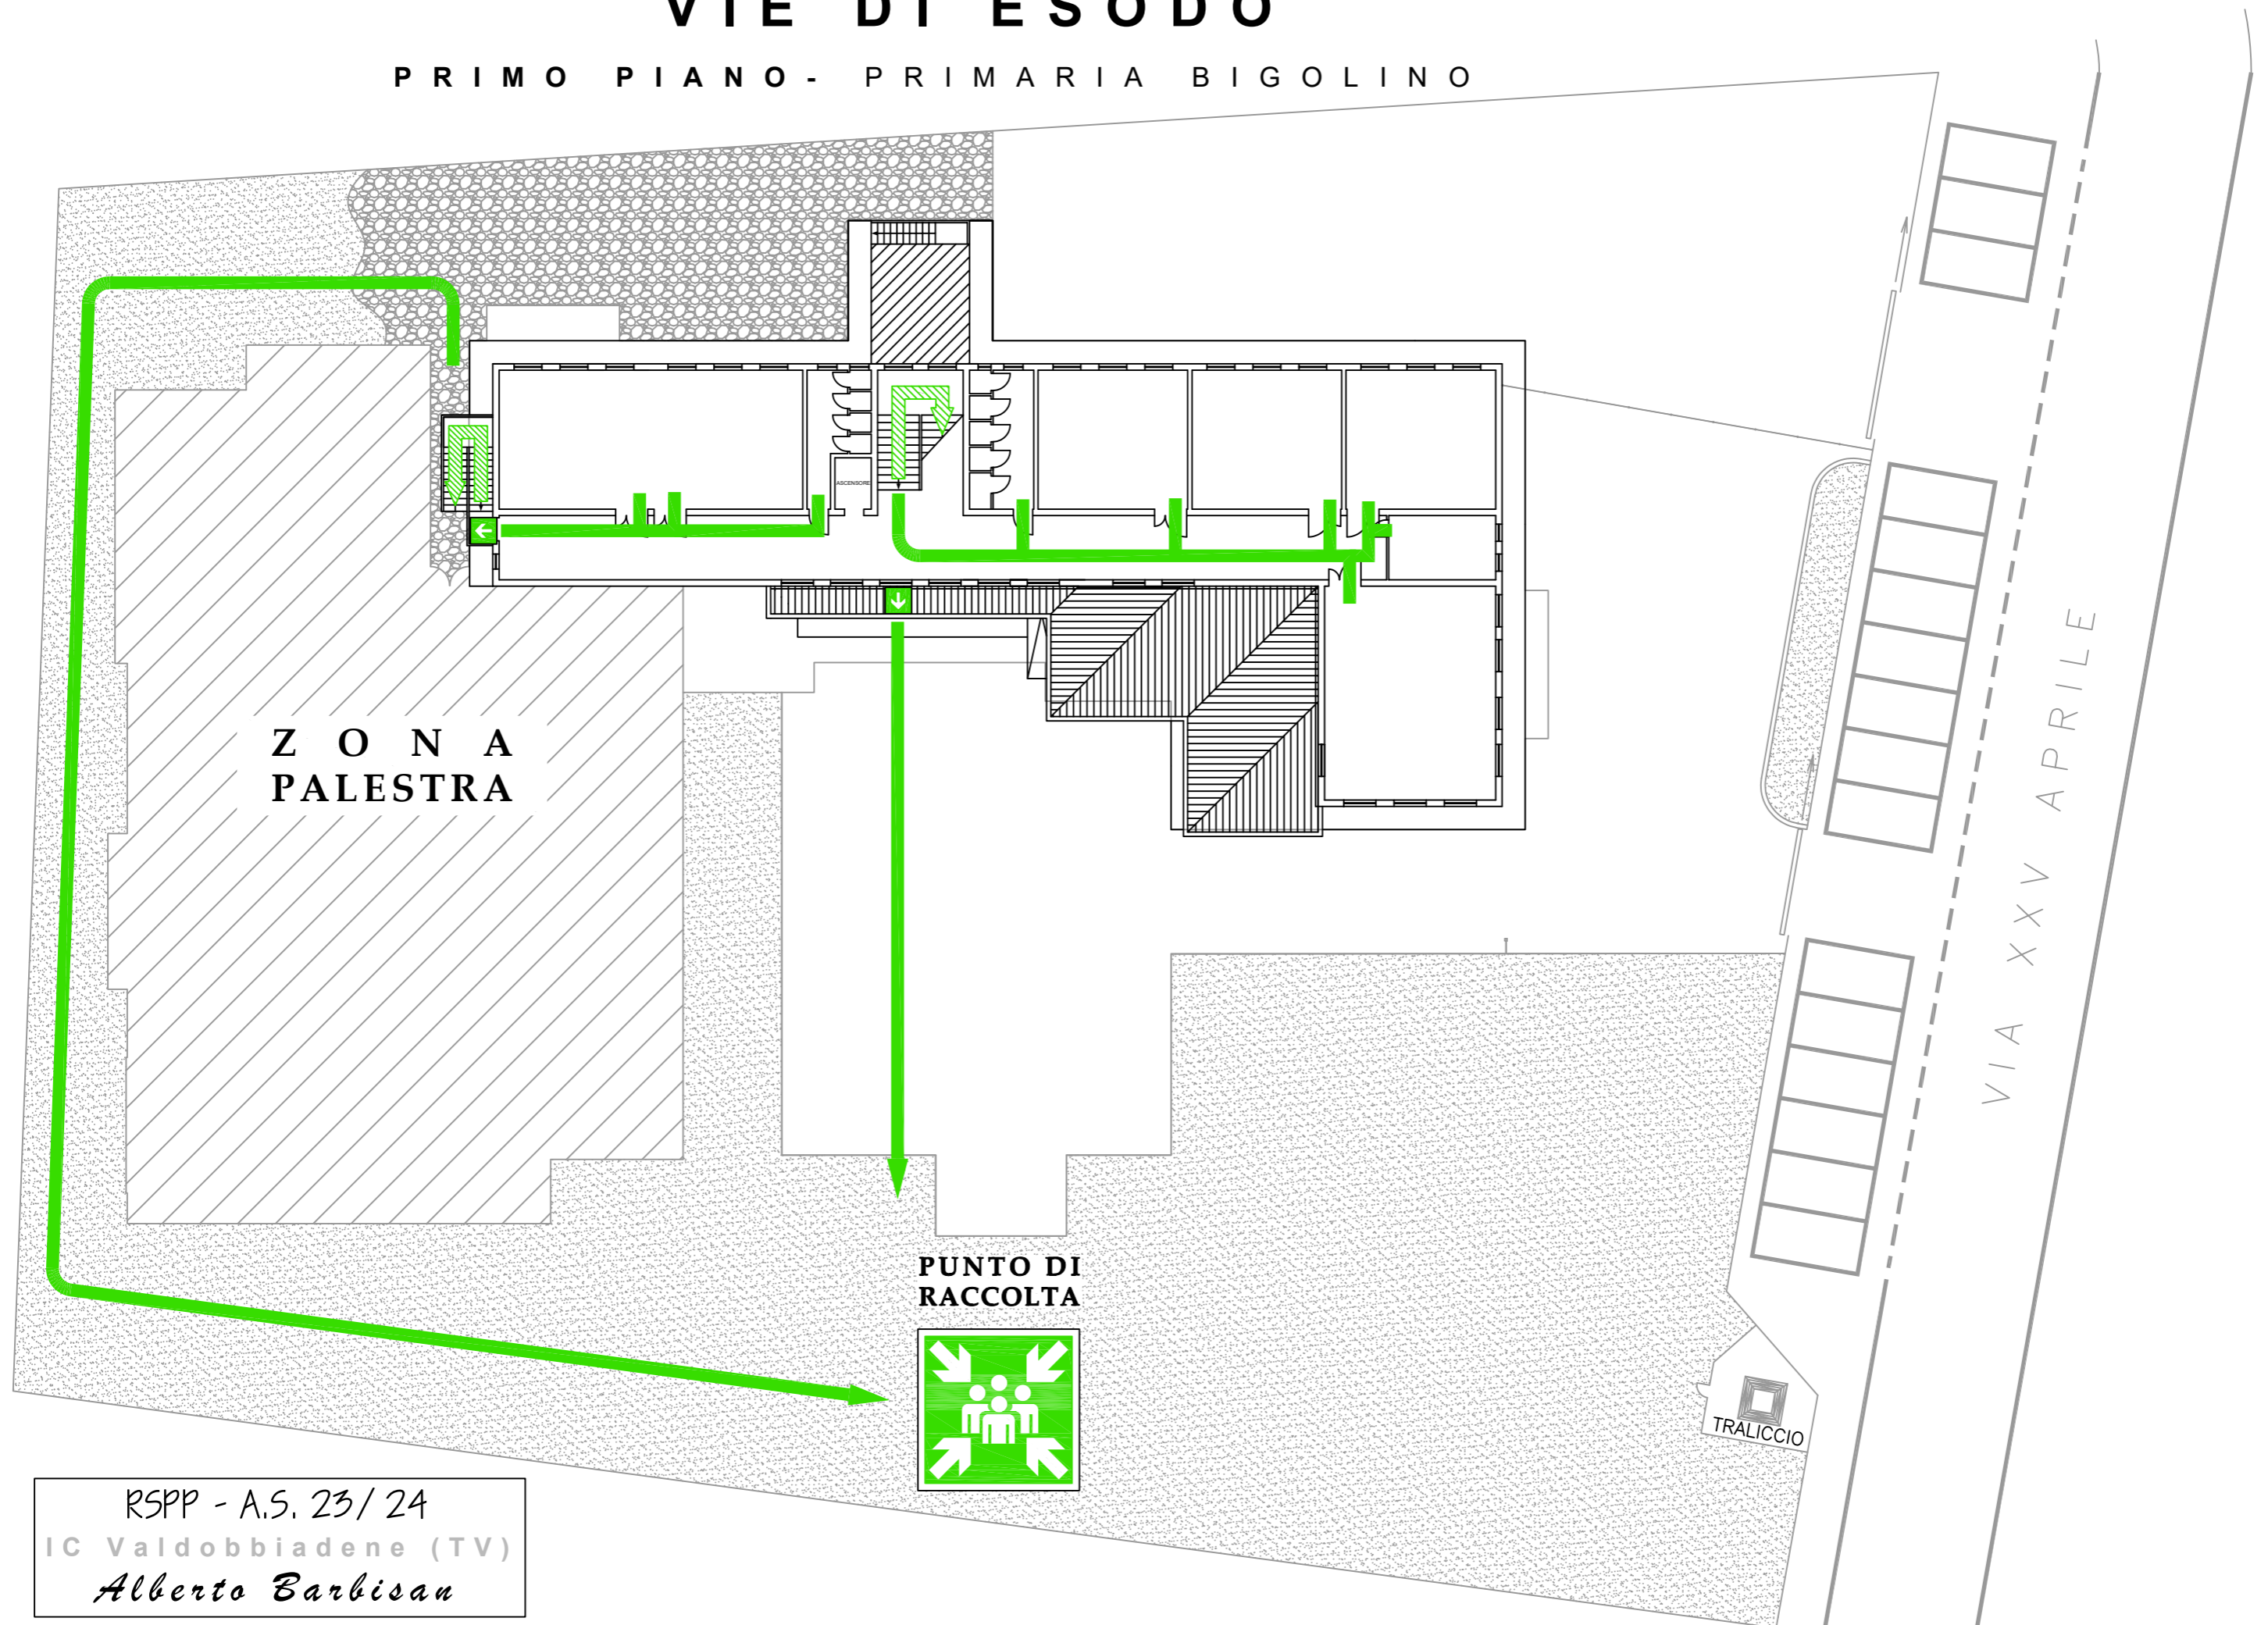 VIE DI ESODO
PRIMO PIANO- PRIMARIA BIGOLINO
ASCENSORE
ZONA
PALESTRA
VIA XXV APRILE
PUNTO DI
RACCOLTA
TRALICCIO
RSPP - A.S. 23/24
IC Valdobbiadene (TV)
Alberto Barbisan